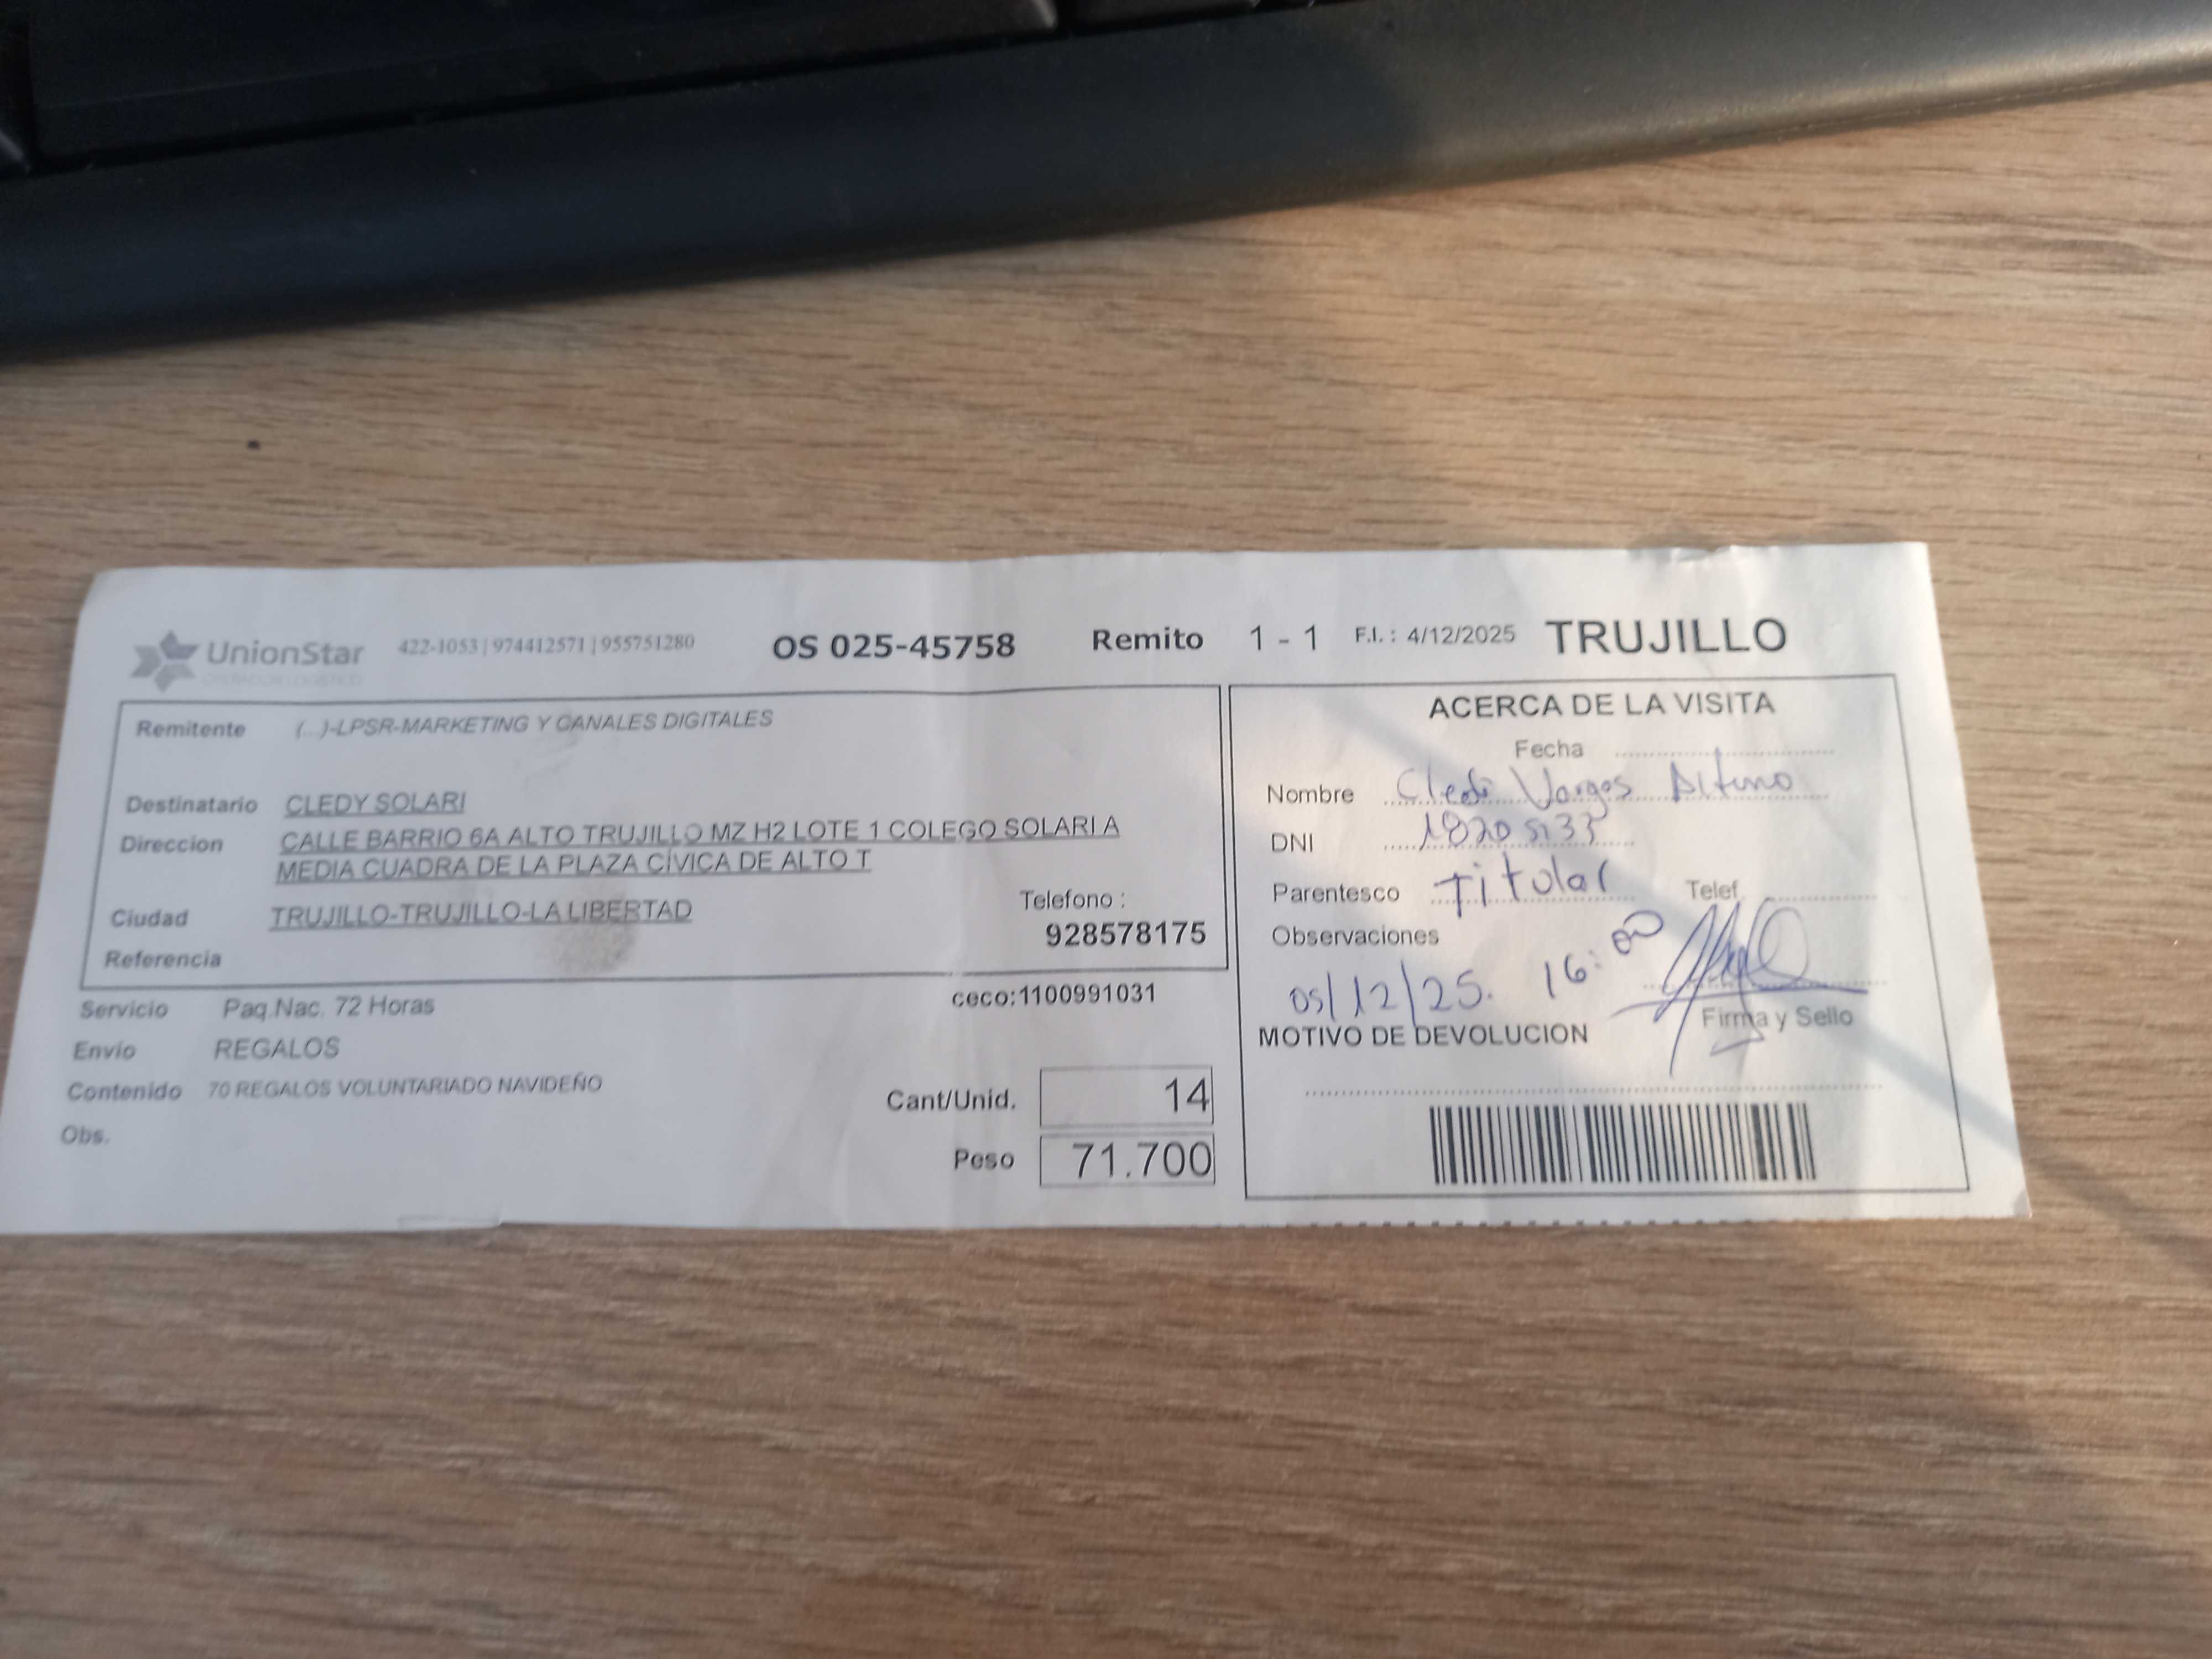 UnionStar 422-1053 | 974412571 | 955751280 OS 025-45758 Remito 1 - 1 F.I. : 4/12/2025 TRUJILLO
OPERADOR LOGISTICO
Remitente (...)-LPSR-MARKETING Y CANALES DIGITALES
Destinatario CLEDY SOLARI
Direccion CALLE BARRIO 6A ALTO TRUJILLO MZ H2 LOTE 1 COLEGO SOLARI A
MEDIA CUADRA DE LA PLAZA CÍVICA DE ALTO T
Ciudad TRUJILLO-TRUJILLO-LA LIBERTAD
Telefono :
928578175
Referencia
Servicio Paq.Nac. 72 Horas
ceco:1100991031
Envio REGALOS
Contenido 70 REGALOS VOLUNTARIADO NAVIDEÑO
Obs.
Cant/Unid. 14
Peso 71.700
ACERCA DE LA VISITA
Fecha
Nombre Vargas
DNI
Parentesco Titular Telef.
Observaciones
05/12/25. 16:00
Firma y Sello
MOTIVO DE DEVOLUCION